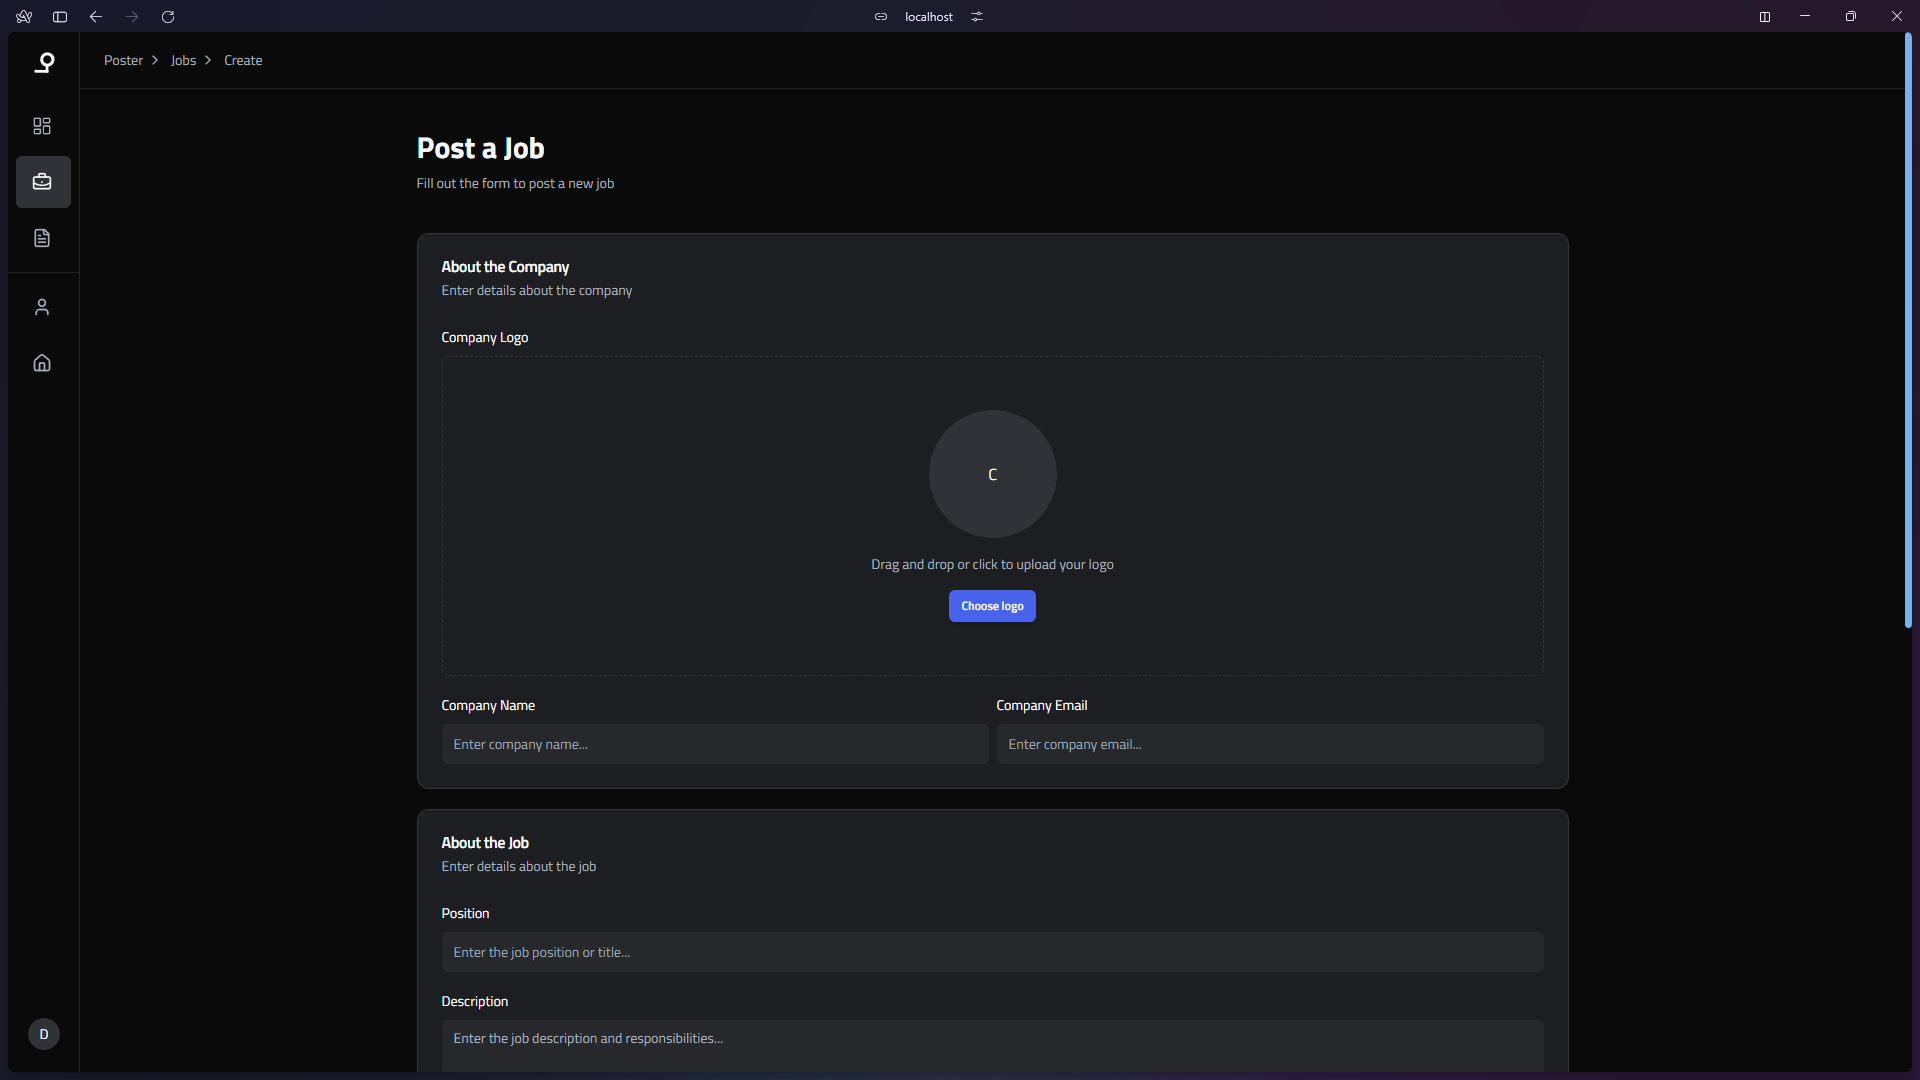 localhost
Poster > Jobs > Create
Post a Job
Fill out the form to post a new job
About the Company
Enter details about the company
Company Logo
C
Drag and drop or click to upload your logo
Choose logo
Company Name
Company Email
Enter company name...
Enter company email...
About the Job
Enter details about the job
Position
Enter the job position or title...
Description
Enter the job description and responsibilities...
D